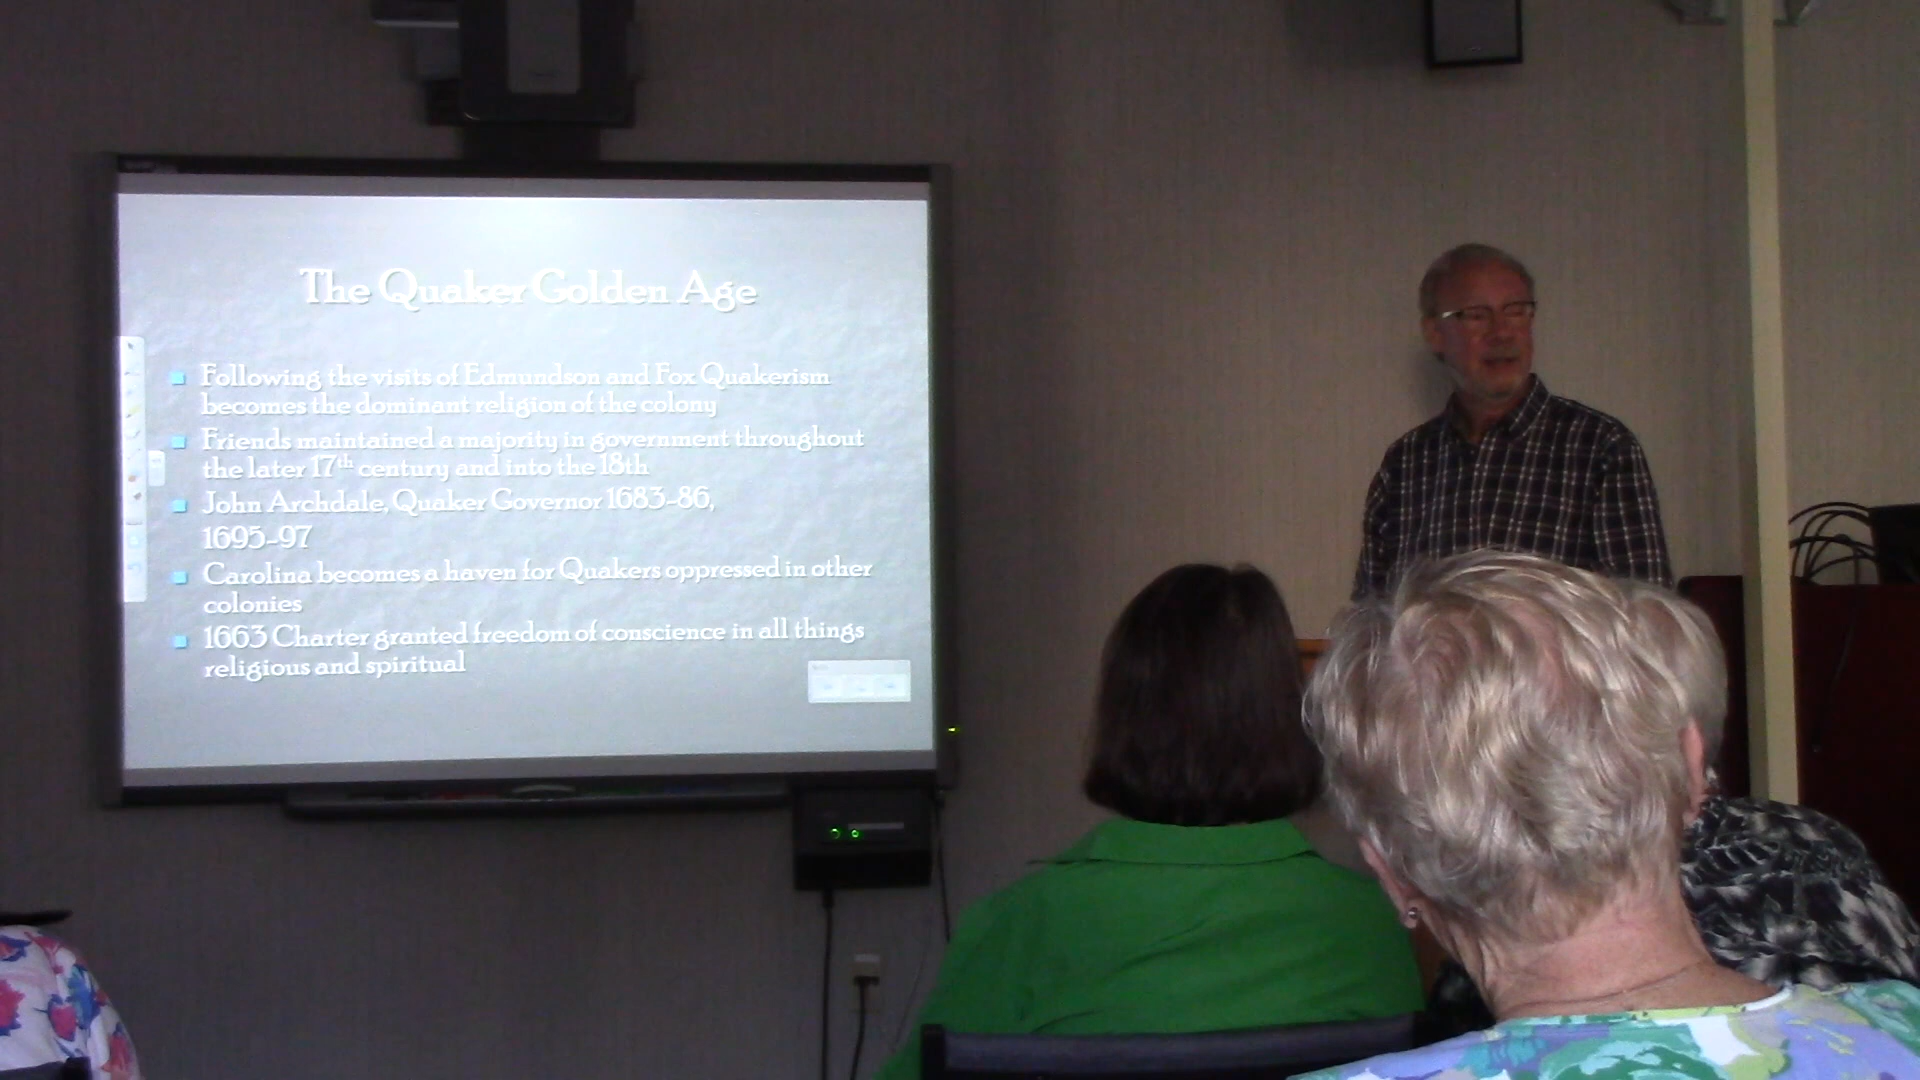 The Quaker Golden Age
Following the visits of Edmundson and Fox Quakerism
becomes the dominant religion of the colony
Friends maintained a majority in government throughout
the later 17th century and into the 18th
John Archdale, Quaker Governor 1683-86,
1695-97
Carolina becomes a haven for Quakers oppressed in other
colonies
1663 Charter granted freedom of conscience in all things
religious and spiritual